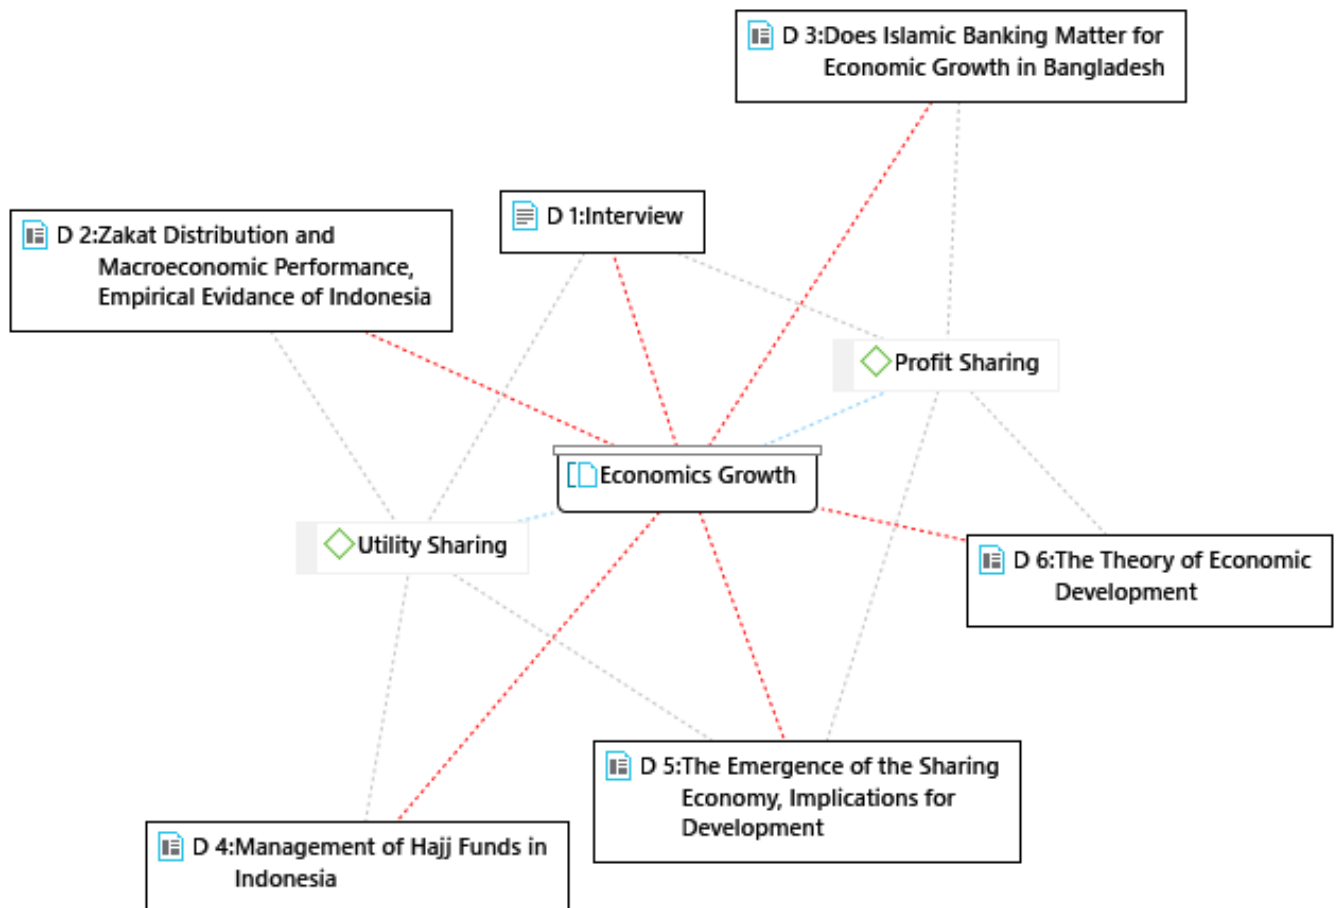 D 3:Does Islamic Banking Matter for
Economic Growth in Bangladesh
D 1:Interview
D 2:Zakat Distribution and
Macroeconomic Performance,
Empirical Evidance of Indonesia
Profit Sharing
Economics Growth
Utility Sharing
D 6:The Theory of Economic
Development
D 5:The Emergence of the Sharing
Economy, Implications for
Development
D 4:Management of Hajj Funds in
Indonesia